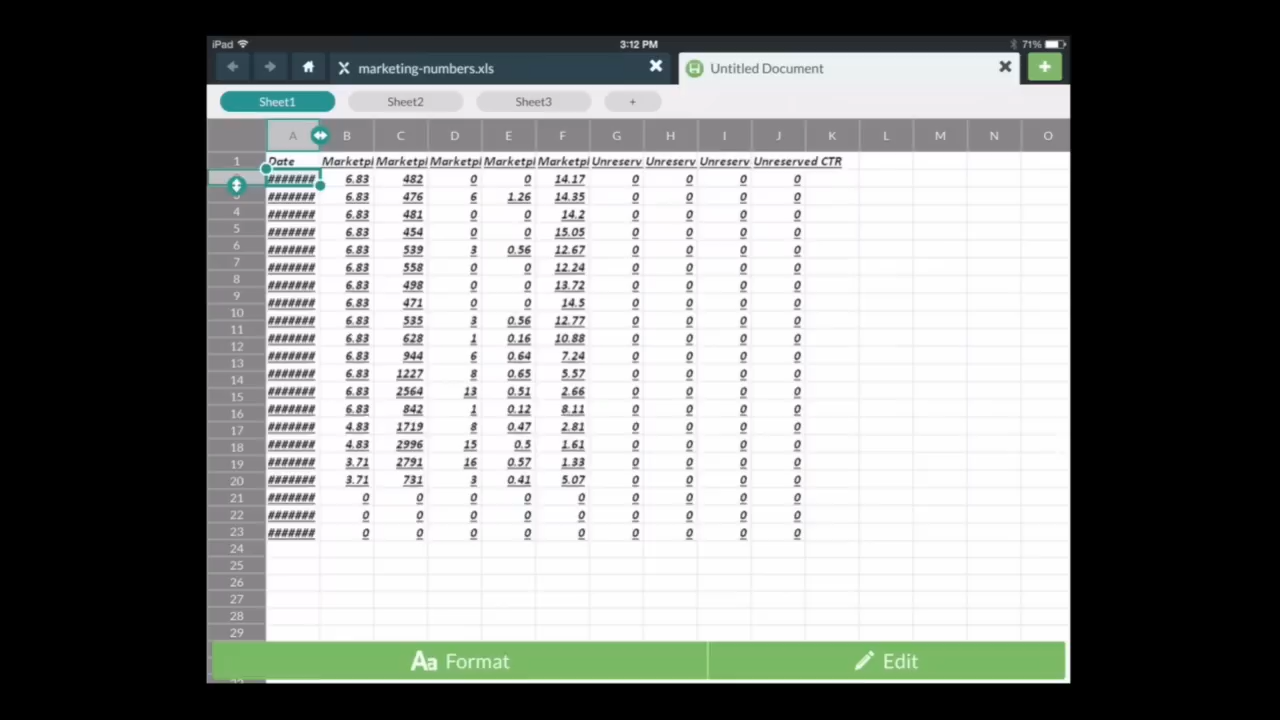 iPad 3:12 PM 71%
marketing-numbers.xls Untitled Document +
Sheet1 Sheet2 Sheet3 +
A B C D E F G H I J K L M N O
1 Date Marketpl Marketpl Marketpl Marketpl Marketpl Unreserv Unreserv Unreserv Unreserved CTR
####### 6.83 482 0 0 14.17 0 0 0 0
3 ####### 6.83 476 6 1.26 14.35 0 0 0 0
4 ####### 6.83 481 0 0 14.2 0 0 0 0
5 ####### 6.83 454 0 0 15.05 0 0 0 0
6 ####### 6.83 539 3 0.56 12.67 0 0 0 0
7 ####### 6.83 558 0 0 12.24 0 0 0 0
8 ####### 6.83 498 0 0 13.72 0 0 0 0
9 ####### 6.83 471 0 0 14.5 0 0 0 0
10 ####### 6.83 535 3 0.56 12.77 0 0 0 0
11 ####### 6.83 628 1 0.16 10.88 0 0 0 0
12 ####### 6.83 944 6 0.64 7.24 0 0 0 0
13 ####### 6.83 1227 8 0.65 5.57 0 0 0 0
14 ####### 6.83 2564 13 0.51 2.66 0 0 0 0
15 ####### 6.83 842 1 0.12 8.11 0 0 0 0
16 ####### 4.83 1719 8 0.47 2.81 0 0 0 0
17 ####### 4.83 2996 15 0.5 1.61 0 0 0 0
18 ####### 3.71 2791 16 0.57 1.33 0 0 0 0
19 ####### 3.71 731 3 0.41 5.07 0 0 0 0
20 ####### 0 0 0 0 0 0 0 0 0
21 ####### 0 0 0 0 0 0 0 0 0
22 ####### 0 0 0 0 0 0 0 0 0
23
24
25
26
27
28
29
Aa Format Edit